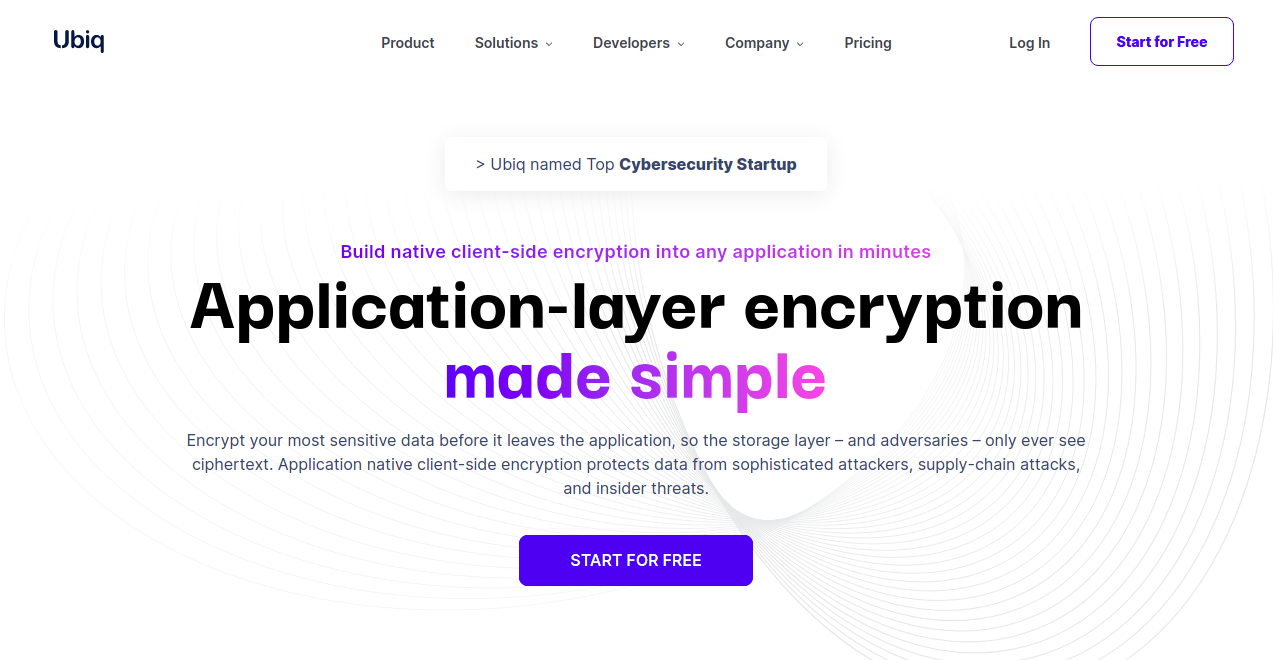 Ubiq
Product
Solutions
Developers
Company
Pricing
Log In
Start for Free
> Ubiq named Top Cybersecurity Startup
Build native client-side encryption into any application in minutes
Application-layer encryption
made simple
Encrypt your most sensitive data before it leaves the application, so the storage layer – and adversaries – only ever see
ciphertext. Application native client-side encryption protects data from sophisticated attackers, supply-chain attacks,
and insider threats.
START FOR FREE